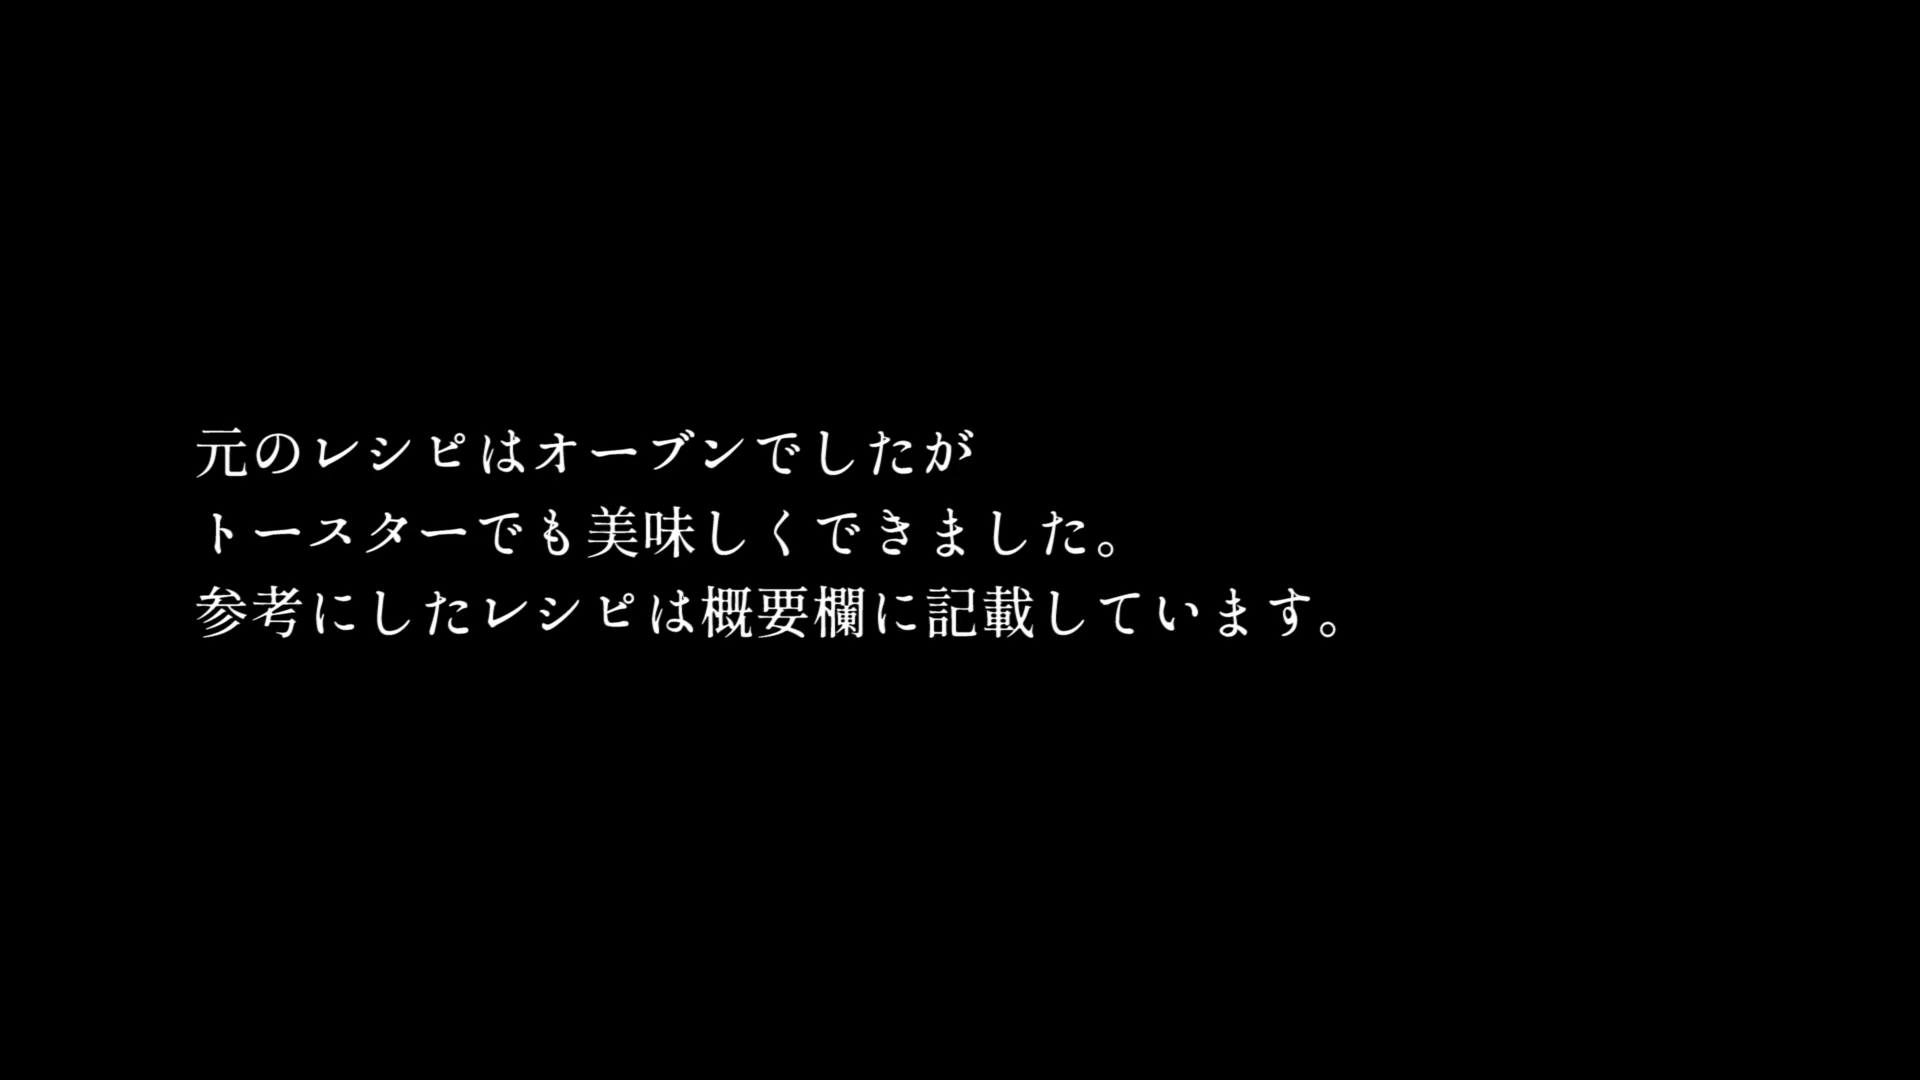 元のレシピはオーブンでしたが
トースターでも美味しくできました。
参考にしたレシピは概要欄に記載しています。